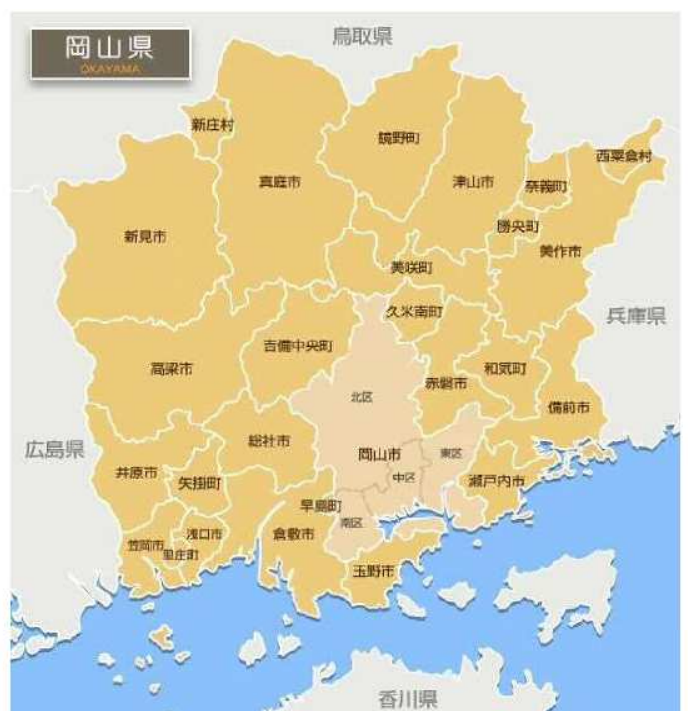 岡山県
OKAYAMA
鳥取県
新庄村
鏡野町
西粟倉村
真庭市
津山市
奈義町
勝央町
新見市
美作市
美咲町
久米南町
兵庫県
吉備中央町
高梁市
和気町
赤磐市
北区
備前市
広島県
総社市
岡山市
東区
井原市
矢掛町
中区
瀬戸内市
早島町
南区
浅口市
倉敷市
笠岡市
里庄町
玉野市
香川県